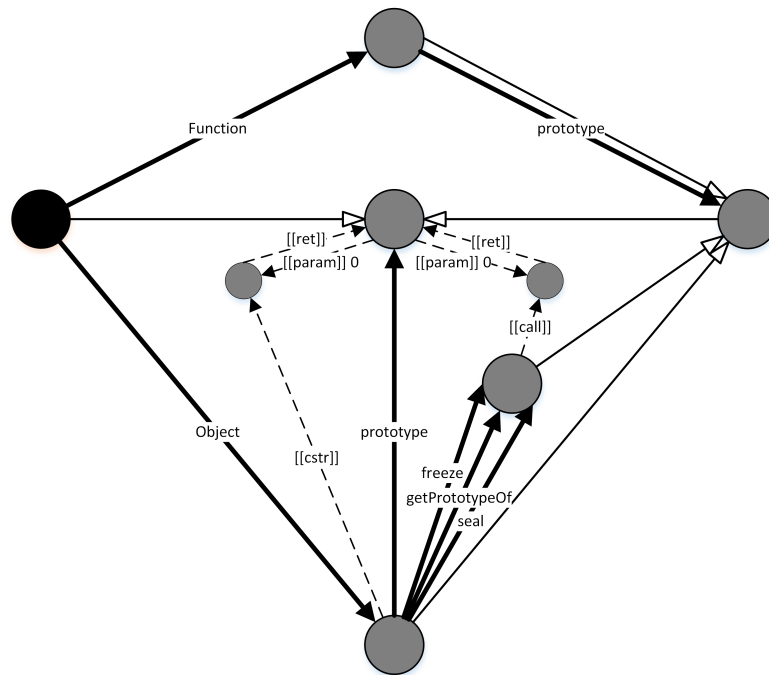 Function
prototype
[[ret]]
[[ret]]
[[param]] 0
[[param]] 0
[[call]]
Object
prototype
[[cstr]]
freeze
getPrototypeOf
seal